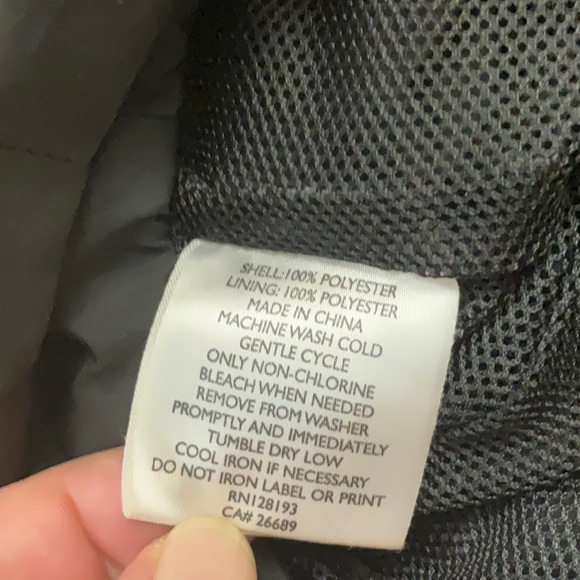 SHELL:100% POLYESTER
LINING: 100% POLYESTER
MADE IN CHINA
MACHINE WASH COLD
GENTLE CYCLE
ONLY NON-CHLORINE
BLEACH WHEN NEEDED
REMOVE FROM WASHER
PROMPTLY AND IMMEDIATELY
TUMBLE DRY LOW
COOL IRON IF NECESSARY
DO NOT IRON LABEL OR PRINT
RN128193
CA# 26689